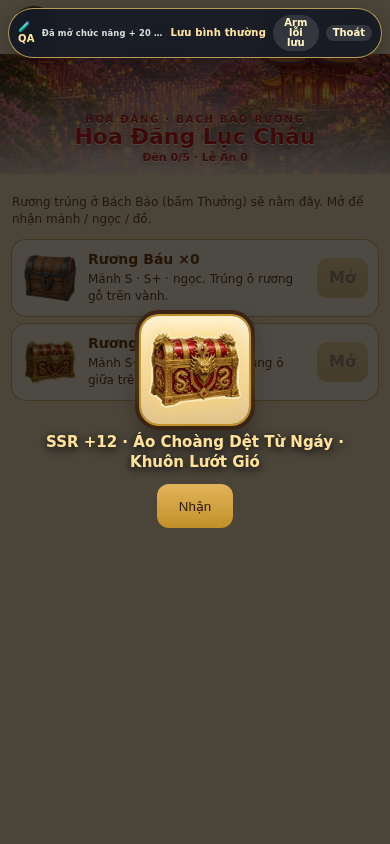 🧪 QA
Đã mở chức năng + 20 …
Lưu bình thường
Arm lỗi lưu
Thoát
HOA ĐĂNG · BÁCH BẢO RƯƠNG
Hoa Đăng Lục Châu
Đèn 0/5 · Lễ Ấn 0
Rương trúng ở Bách Bảo (bấm Thưởng) sẽ nằm đây. Mở để
nhận mảnh / ngọc / đồ.
Rương Báu ×0
Mảnh S · S+ · ngọc. Trúng ô rương
gỗ trên vành.
Mở
Rương
Mảnh S
úng ô
giữa
Mở
SSR +12 · Áo Choàng Dệt Từ Ngáy ·
Khuôn Lướt Gió
Nhận